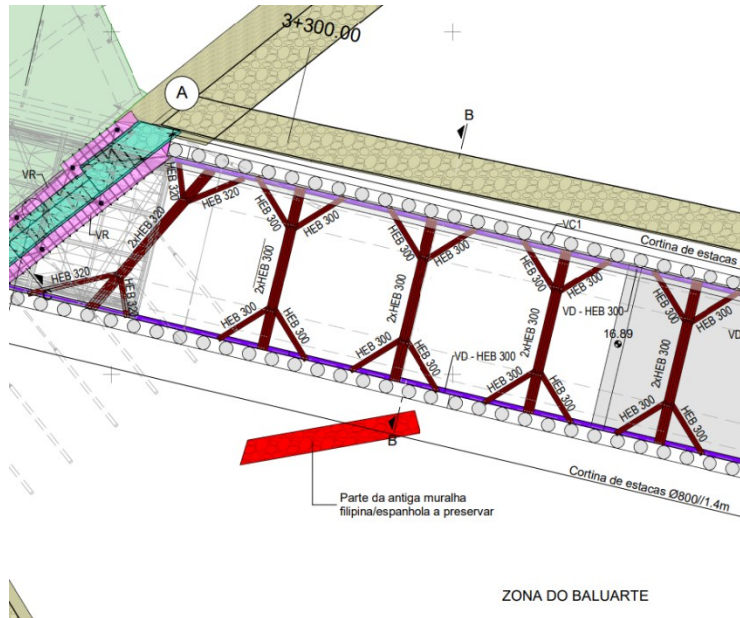 3+300.00
A
B
VR
VR
HEB 320
HEB 320
2xHEB 320
HEB 320
HEB 320
C
HEB 300
HEB 300
2xHEB 300
HEB 300
HEB 300
HEB 300
HEB 300
2xHEB 300
HEB 300
HEB 300
VD - HEB 300
VC1
Cortina de estacas
HEB 300
HEB 300
2xHEB 300
HEB 300
HEB 300
VD - HEB 300
16.89
HEB 300
HEB 300
2xHEB 300
HEB 300
HEB 300
VD
B
Cortina de estacas Ø800//1.4m
Parte da antiga muralha
filipina/espanhola a preservar
ZONA DO BALUARTE